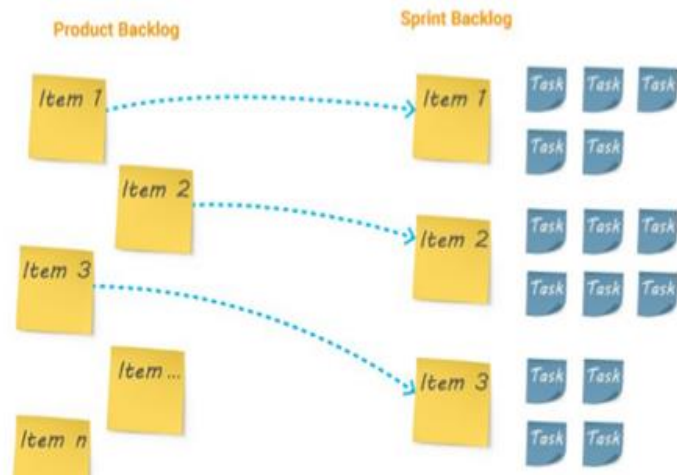 Product Backlog
Sprint Backlog
Item 1
Item 1
Task Task Task
Task Task
Item 2
Item 2
Task Task Task
Task Task Task
Item 3
Item ...
Item 3
Task Task
Task Task
Item n